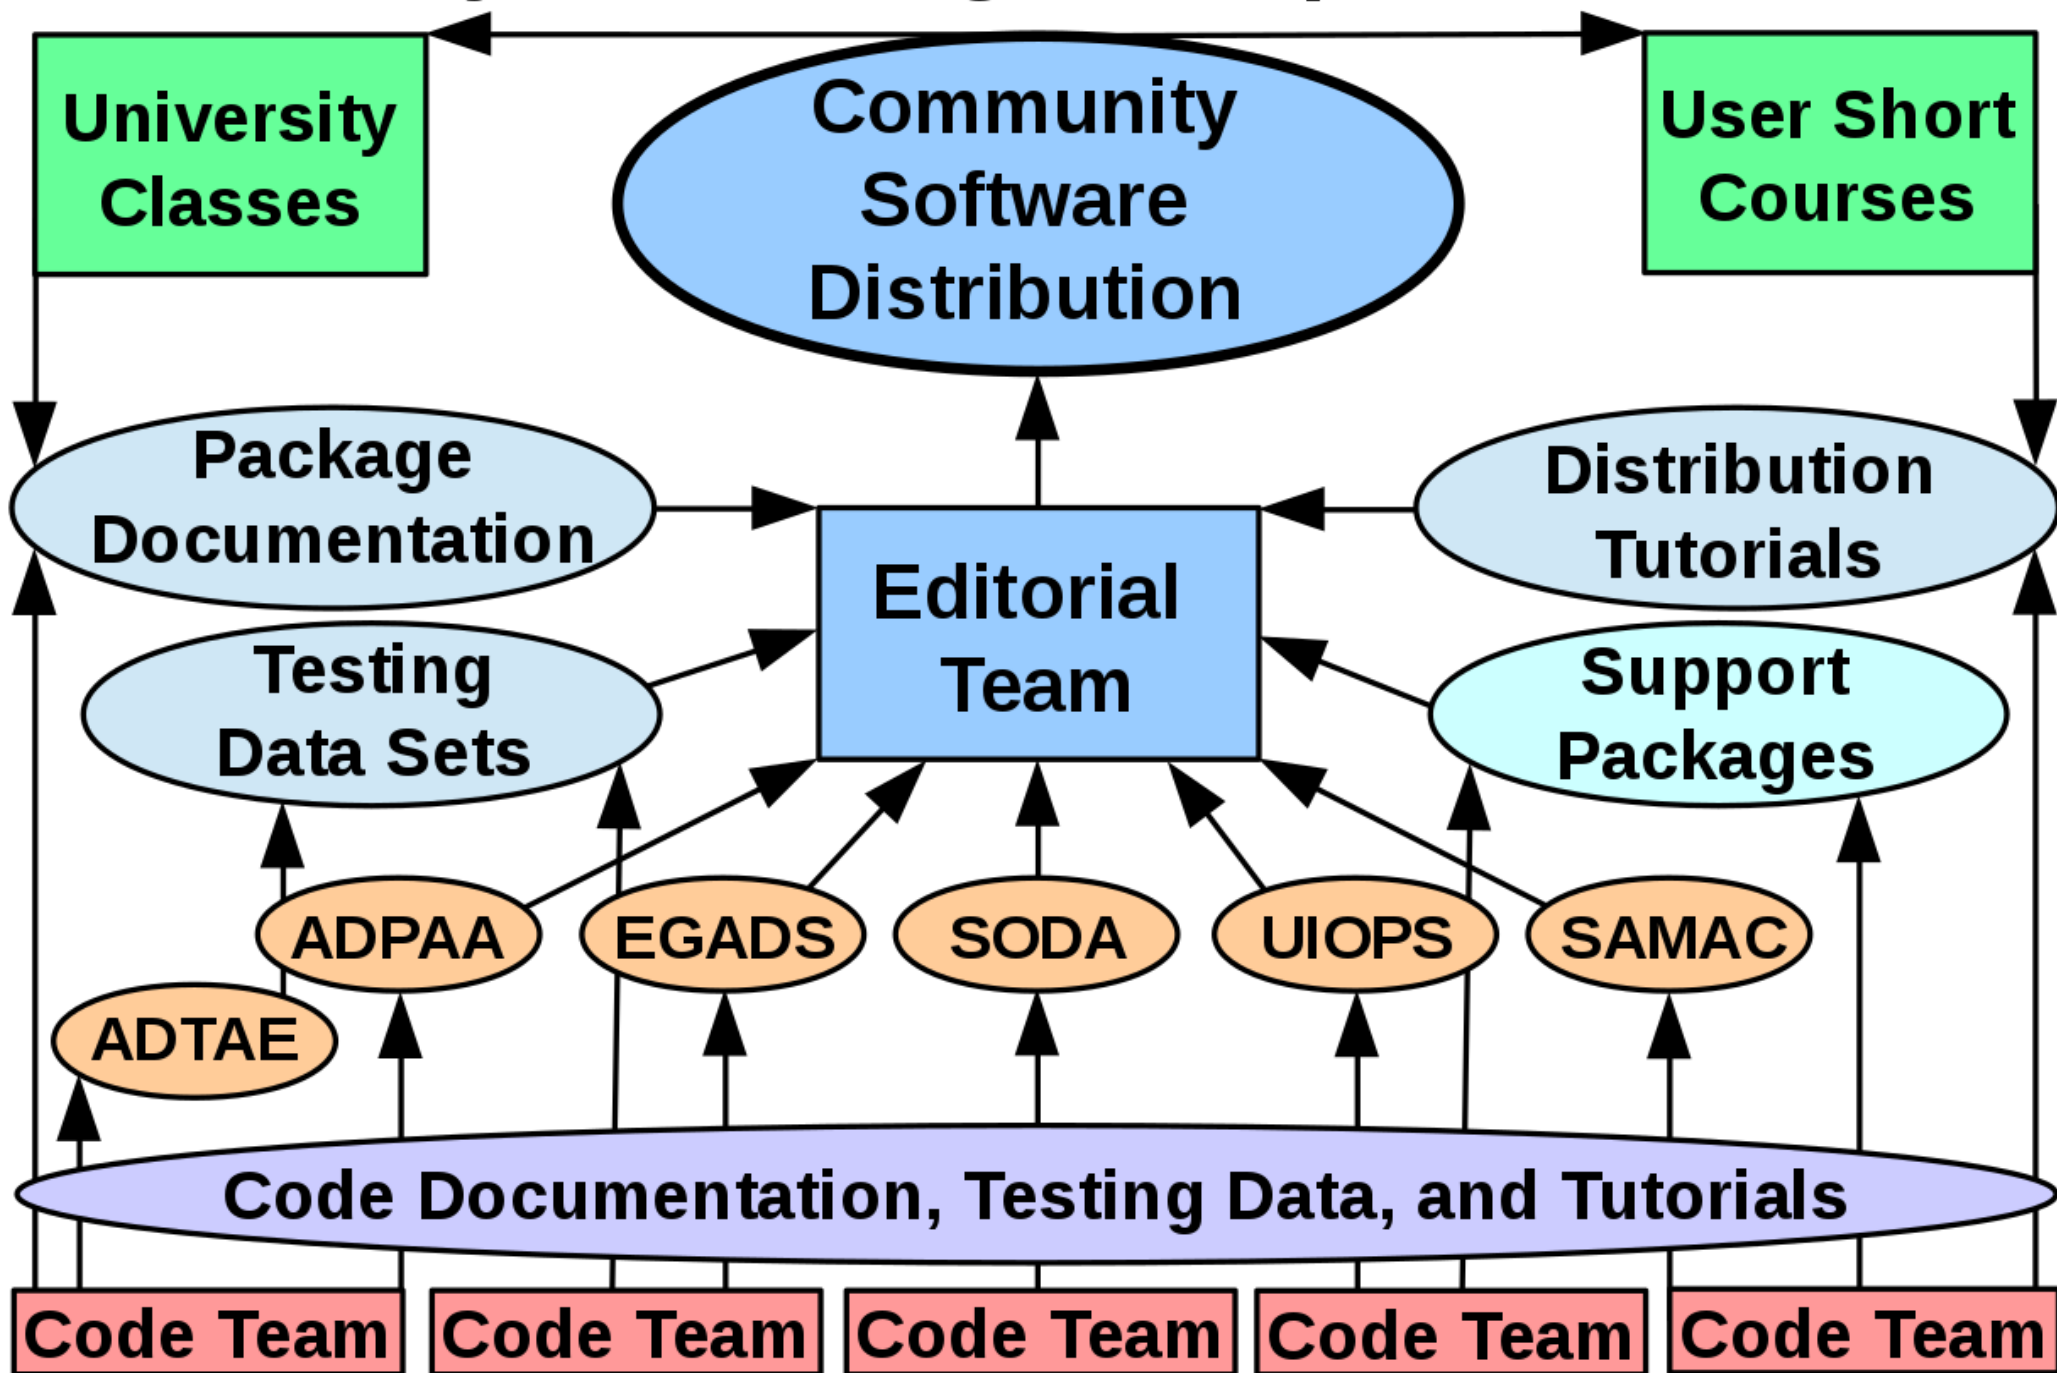 University
Classes
Community
Software
Distribution
User Short
Courses
Package
Documentation
Distribution
Tutorials
Editorial
Team
Testing
Data Sets
Support
Packages
ADPAA
EGADS
SODA
UIOPS
SAMAC
ADTAE
Code Documentation, Testing Data, and Tutorials
Code Team
Code Team
Code Team
Code Team
Code Team